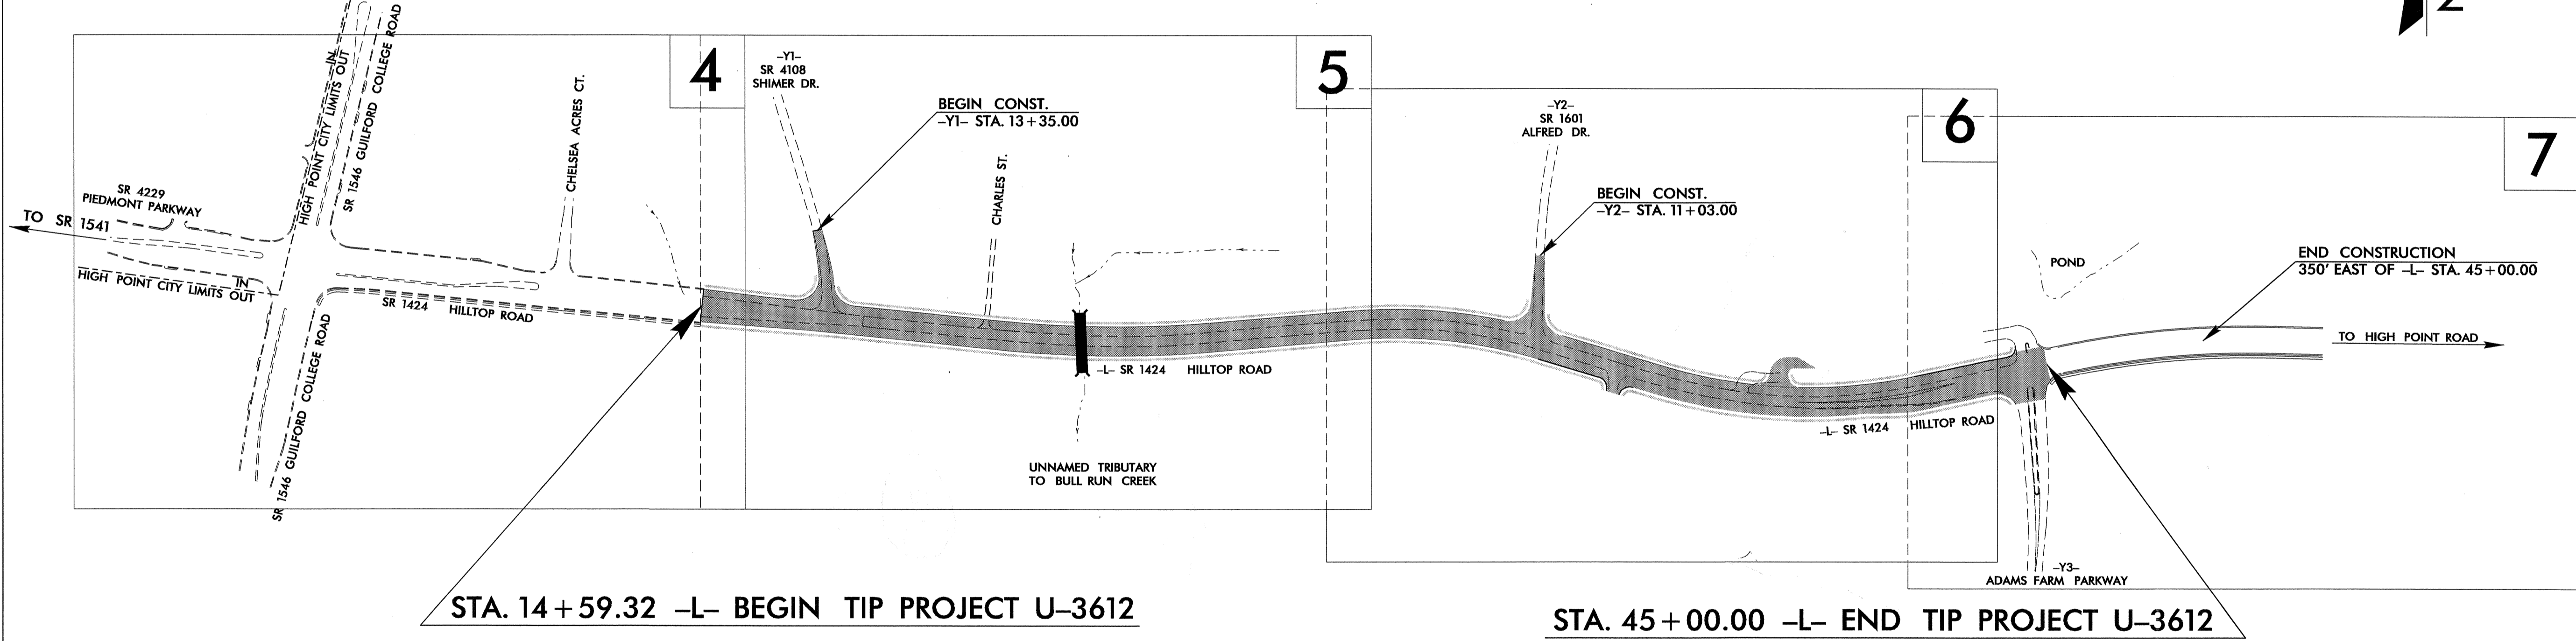 4
5
6
7
–Y1–
SR 4108
SHIMER DR.
BEGIN CONST.
–Y1– STA. 13+35.00
IN
HIGH POINT CITY LIMITS OUT
SR 1546 GUILFORD COLLEGE ROAD
CHELSEA ACRES CT.
CHARLES ST.
–Y2–
SR 1601
ALFRED DR.
BEGIN CONST.
–Y2– STA. 11+03.00
SR 4229
PIEDMONT PARKWAY
TO SR 1541
IN
HIGH POINT CITY LIMITS OUT
SR 1424 HILLTOP ROAD
SR 1546 GUILFORD COLLEGE ROAD
–L– SR 1424 HILLTOP ROAD
UNNAMED TRIBUTARY
TO BULL RUN CREEK
POND
END CONSTRUCTION
350' EAST OF –L– STA. 45+00.00
TO HIGH POINT ROAD
–L– SR 1424 HILLTOP ROAD
–Y3–
ADAMS FARM PARKWAY
STA. 14+59.32 –L– BEGIN TIP PROJECT U–3612
STA. 45+00.00 –L– END TIP PROJECT U–3612